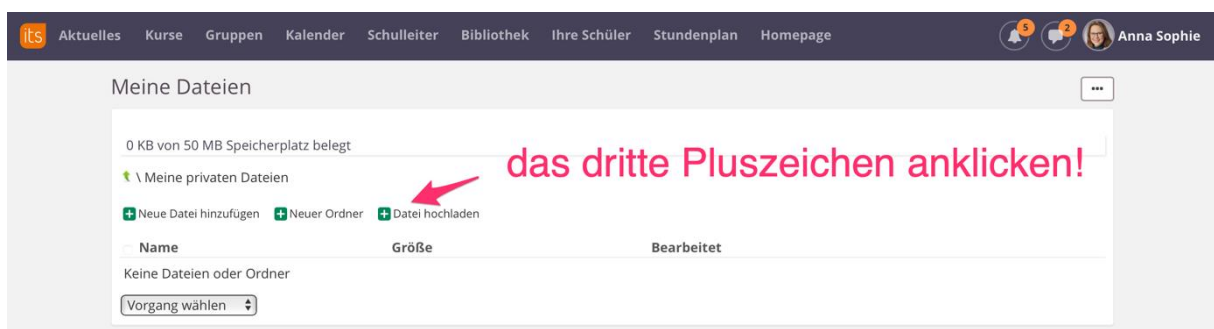 its Aktuelles Kurse Gruppen Kalender Schulleiter Bibliothek Ihre Schüler Stundenplan Homepage 5 2 Anna Sophie
Meine Dateien
0 KB von 50 MB Speicherplatz belegt
das dritte Pluszeichen anklicken!
\ Meine privaten Dateien
Neue Datei hinzufügen Neuer Ordner Datei hochladen
Name Größe Bearbeitet
Keine Dateien oder Ordner
Vorgang wählen